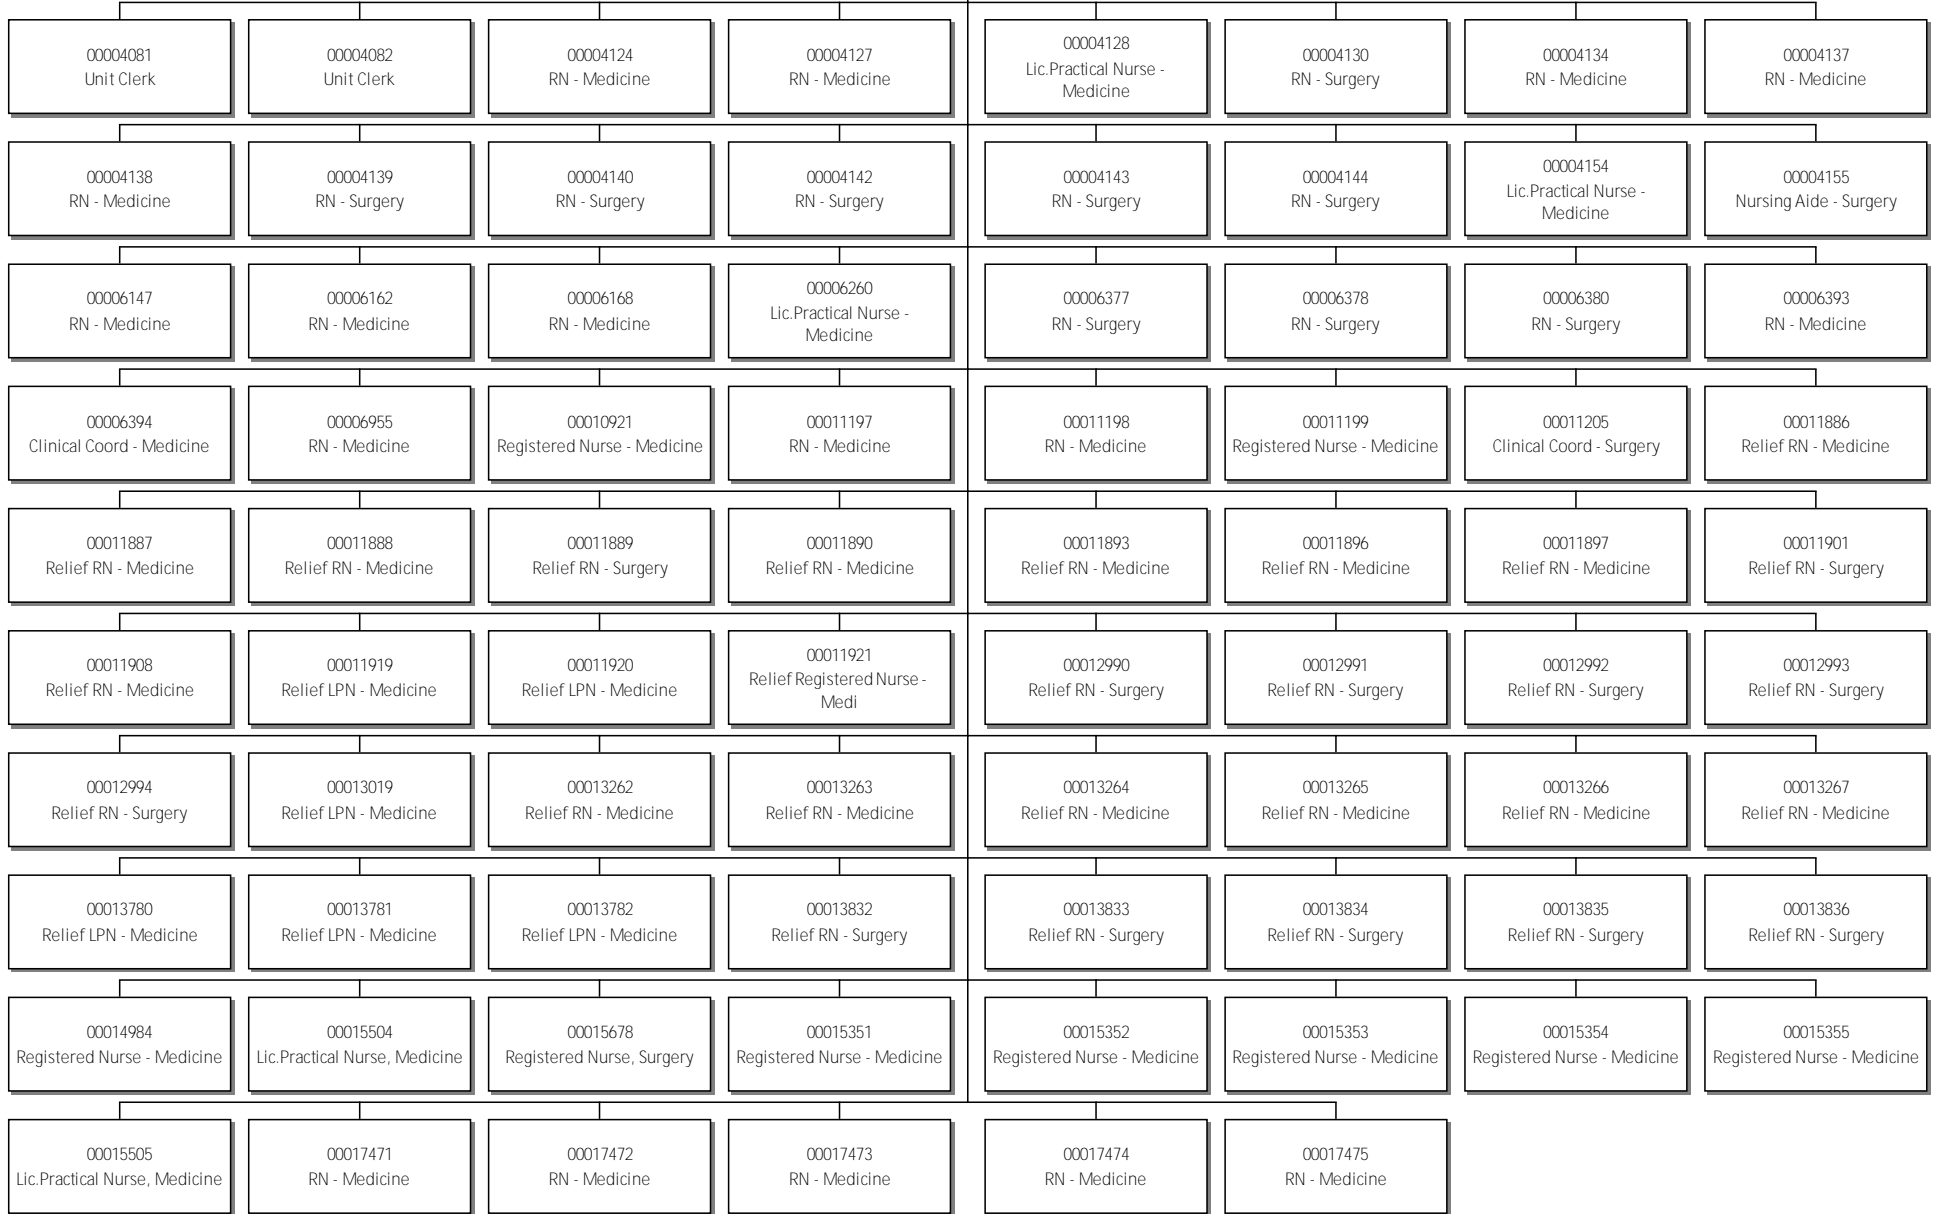 00004081
Unit Clerk
00004082
Unit Clerk
00004124
RN - Medicine
00004127
RN - Medicine
00004128
Lic.Practical Nurse -
Medicine
00004130
RN - Surgery
00004134
RN - Medicine
00004137
RN - Medicine
00004138
RN - Medicine
00004139
RN - Surgery
00004140
RN - Surgery
00004142
RN - Surgery
00004143
RN - Surgery
00004144
RN - Surgery
00004154
Lic.Practical Nurse -
Medicine
00004155
Nursing Aide - Surgery
00006147
RN - Medicine
00006162
RN - Medicine
00006168
RN - Medicine
00006260
Lic.Practical Nurse -
Medicine
00006377
RN - Surgery
00006378
RN - Surgery
00006380
RN - Surgery
00006393
RN - Medicine
00006394
Clinical Coord - Medicine
00006955
RN - Medicine
00010921
Registered Nurse - Medicine
00011197
RN - Medicine
00011198
RN - Medicine
00011199
Registered Nurse - Medicine
00011205
Clinical Coord - Surgery
00011886
Relief RN - Medicine
00011887
Relief RN - Medicine
00011888
Relief RN - Medicine
00011889
Relief RN - Surgery
00011890
Relief RN - Medicine
00011893
Relief RN - Medicine
00011896
Relief RN - Medicine
00011897
Relief RN - Medicine
00011901
Relief RN - Surgery
00011908
Relief RN - Medicine
00011919
Relief LPN - Medicine
00011920
Relief LPN - Medicine
00011921
Relief Registered Nurse -
Medi
00012990
Relief RN - Surgery
00012991
Relief RN - Surgery
00012992
Relief RN - Surgery
00012993
Relief RN - Surgery
00012994
Relief RN - Surgery
00013019
Relief LPN - Medicine
00013262
Relief RN - Medicine
00013263
Relief RN - Medicine
00013264
Relief RN - Medicine
00013265
Relief RN - Medicine
00013266
Relief RN - Medicine
00013267
Relief RN - Medicine
00013780
Relief LPN - Medicine
00013781
Relief LPN - Medicine
00013782
Relief LPN - Medicine
00013832
Relief RN - Surgery
00013833
Relief RN - Surgery
00013834
Relief RN - Surgery
00013835
Relief RN - Surgery
00013836
Relief RN - Surgery
00014984
Registered Nurse - Medicine
00015504
Lic.Practical Nurse, Medicine
00015678
Registered Nurse, Surgery
00015351
Registered Nurse - Medicine
00015352
Registered Nurse - Medicine
00015353
Registered Nurse - Medicine
00015354
Registered Nurse - Medicine
00015355
Registered Nurse - Medicine
00015505
Lic.Practical Nurse, Medicine
00017471
RN - Medicine
00017472
RN - Medicine
00017473
RN - Medicine
00017474
RN - Medicine
00017475
RN - Medicine